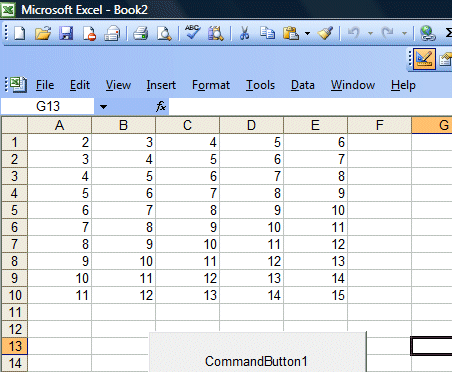 Microsoft Excel - Book2
File Edit View Insert Format Tools Data Window Help
G13 fx
A B C D E F G
1 2 3 4 5 6
2 3 4 5 6 7
3 4 5 6 7 8
4 5 6 7 8 9
5 6 7 8 9 10
6 7 8 9 10 11
7 8 9 10 11 12
8 9 10 11 12 13
9 10 11 12 13 14
10 11 12 13 14 15
11
12
13
14
CommandButton1